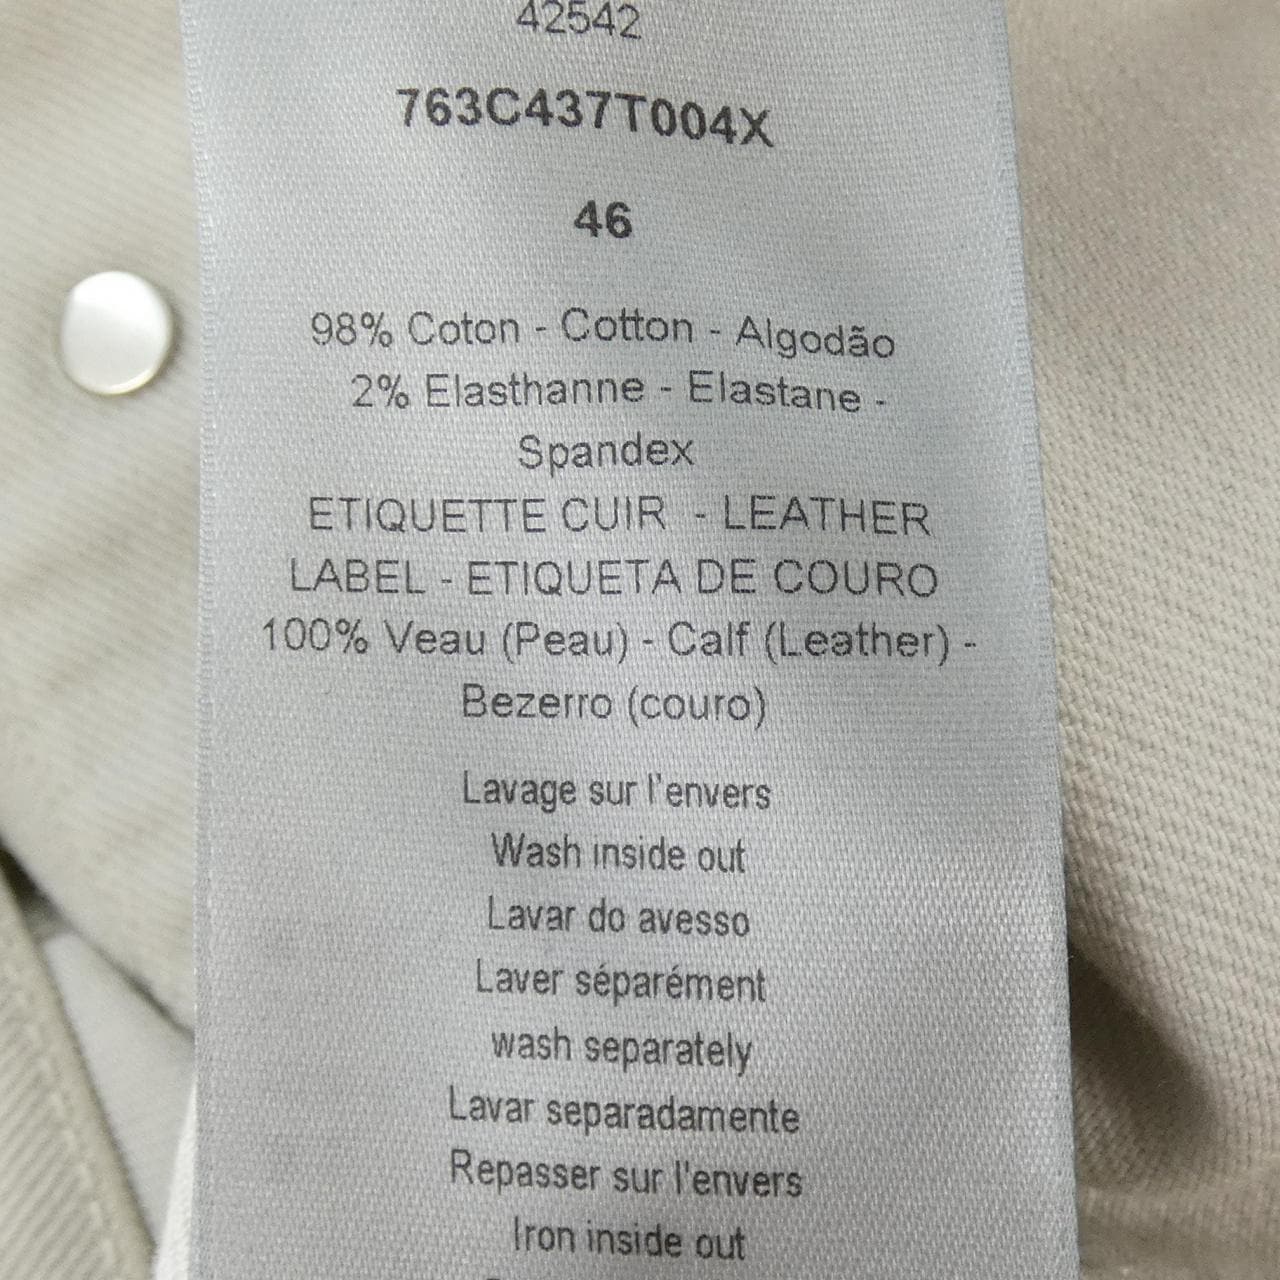 42542
763C437T004X
46
98% Coton - Cotton - Algodão
2% Elasthanne - Elastane -
Spandex
ETIQUETTE CUIR - LEATHER
LABEL - ETIQUETA DE COURO
100% Veau (Peau) - Calf (Leather) -
Bezerro (couro)
Lavage sur l'envers
Wash inside out
Lavar do avesso
Laver séparément
wash separately
Lavar separadamente
Repasser sur l'envers
Iron inside out